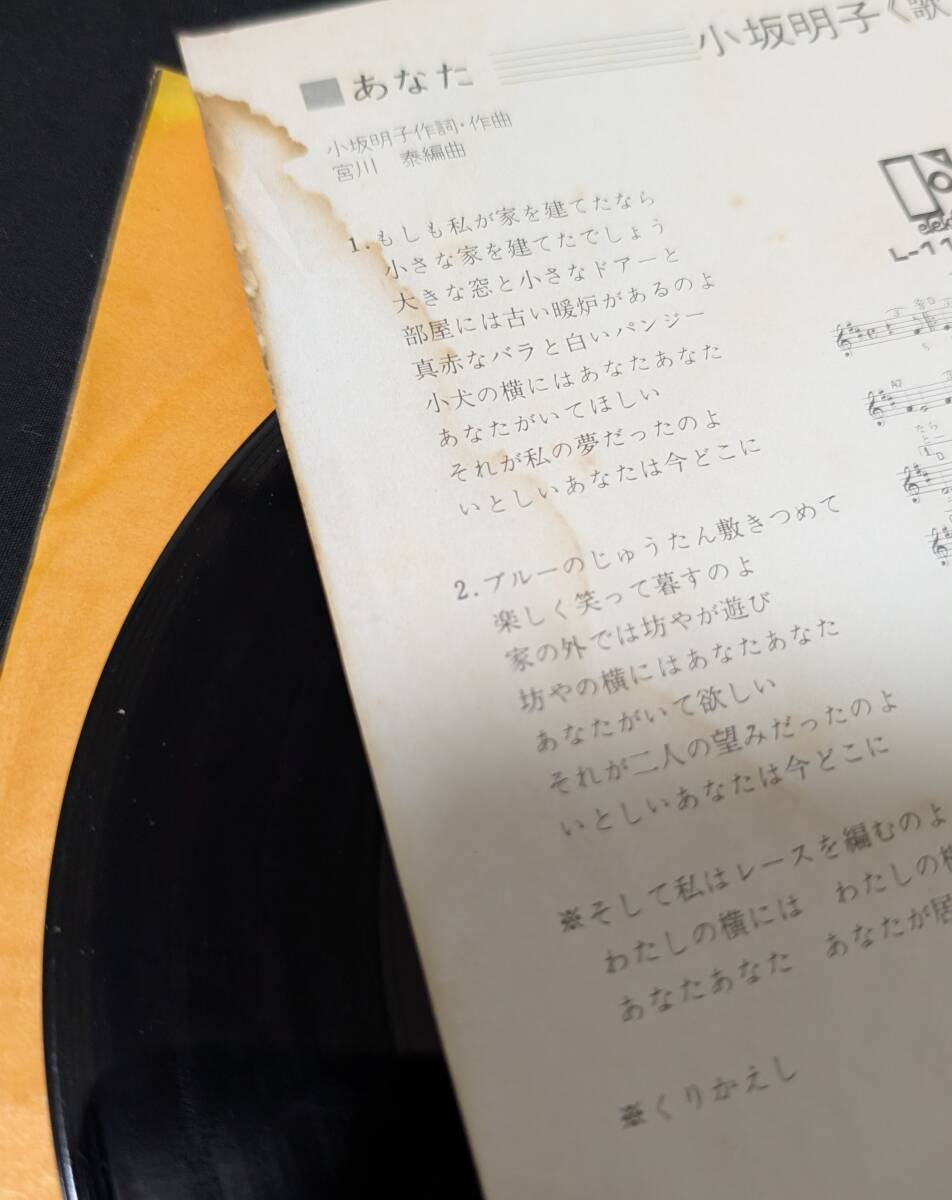 ■あなた
小坂明子《歌
小坂明子作詞・作曲
宮川　泰編曲
1. もしも私が家を建てたなら
小さな家を建てたでしょう
大きな窓と小さなドアーと
部屋には古い暖炉があるのよ
真赤なバラと白いパンジー
小犬の横にはあなたあなた
あなたがいてほしい
それが私の夢だったのよ
いとしいあなたは今どこに
2. ブルーのじゅうたん敷きつめて
楽しく笑って暮すのよ
家の外では坊やが遊び
坊やの横にはあなたあなた
あなたがいて欲しい
それが二人の望みだったのよ
いとしいあなたは今どこに
※そして私はレースを編むのよ
わたしの横には　わたしの横
あなたあなた　あなたが居
※くりかえし
elek
L-11
A7
たら